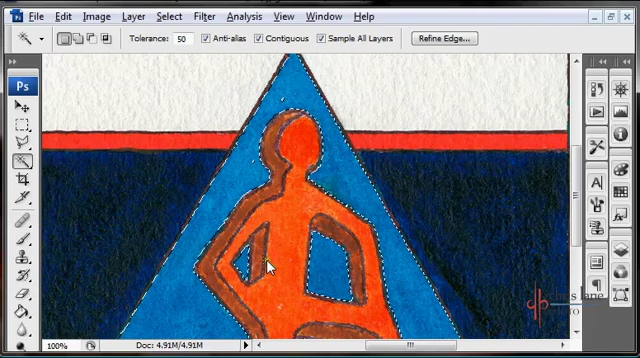 Ps File Edit Image Layer Select Filter Analysis View Window Help
Tolerance: 50 Anti-alias Contiguous Sample All Layers Refine Edge...
Ps
100% Doc: 4.91M/4.91M